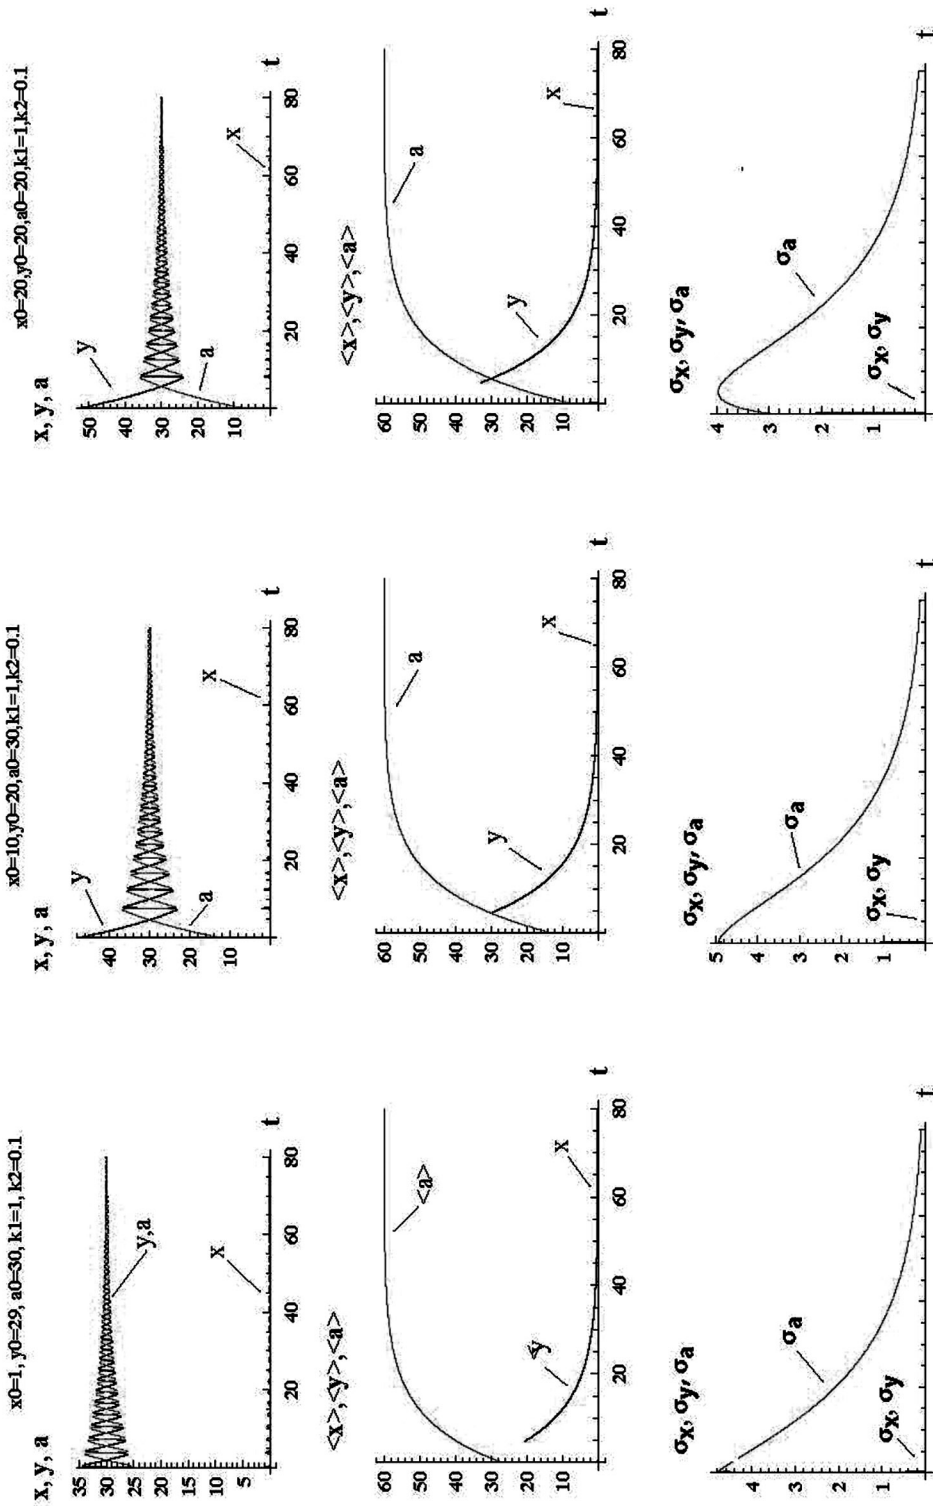 x0=1, y0=29, a0=30, k1=1, k2=0.1
x, y, a
35
30
25
20
15
10
5
y,a
x
20 40 60 80
t
x0=10,y0=20,a0=30,k1=1,k2=0.1
x, y, a
40
30
20
10
y
a
x
20 40 60 80
t
x0=20,y0=20,a0=20,k1=1,k2=0.1
x, y, a
50
40
30
20
10
y
a
x
20 40 60 80
t
<x>,<y>,<a>
60
50
40
30
20
10
<a>
<y
x
20 40 60 80
t
<x>,<y>,<a>
60
50
40
30
20
10
a
y
x
20 40 60 80
t
<x>,<y>,<a>
60
50
40
30
20
10
a
y
x
20 40 60 80
t
σx, σy, σa
4
3
2
1
σa
σx, σy
t
σx, σy, σa
5
4
3
2
1
σa
σx, σy
t
σx, σy, σa
4
3
2
1
σa
σx, σy
t